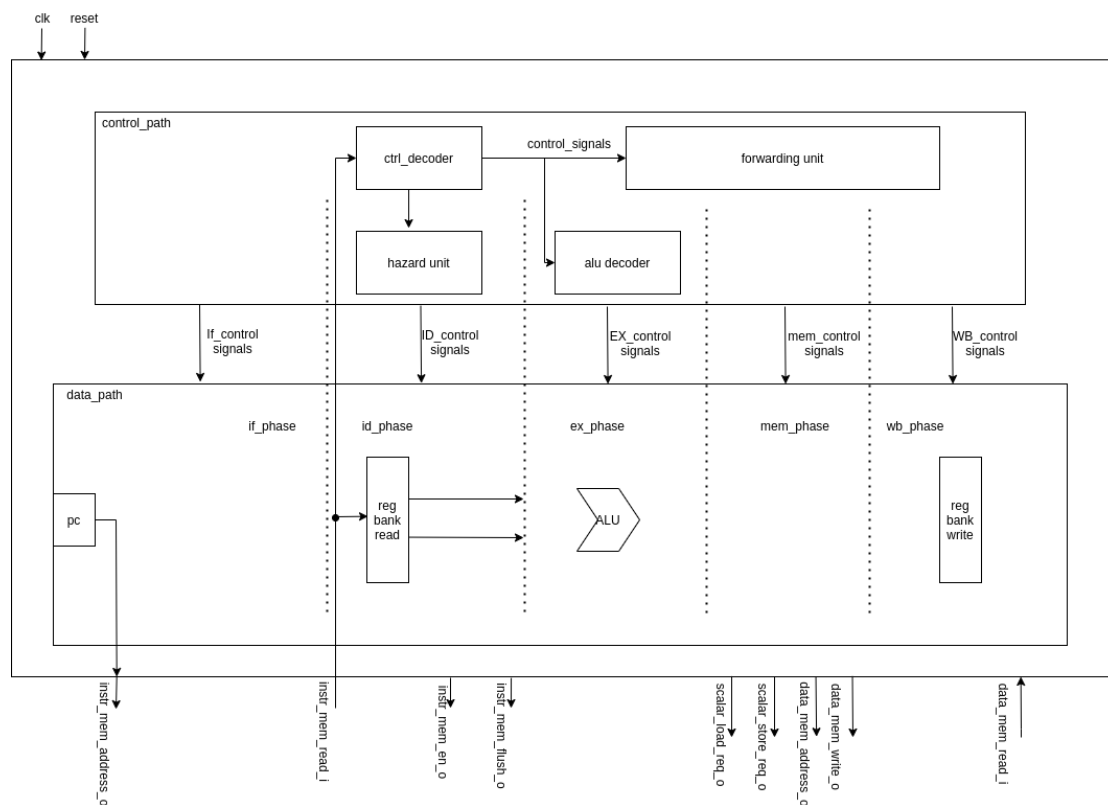 clk
reset
control_path
ctrl_decoder
control_signals
forwarding unit
hazard unit
alu decoder
If_control
signals
ID_control
signals
EX_control
signals
mem_control
signals
WB_control
signals
data_path
if_phase
id_phase
ex_phase
mem_phase
wb_phase
pc
reg
bank
read
ALU
reg
bank
write
instr_mem_address_o
instr_mem_read_i
instr_mem_en_o
instr_mem_flush_o
scalar_load_req_o
scalar_store_req_o
data_mem_address_o
data_mem_write_o
data_mem_read_i